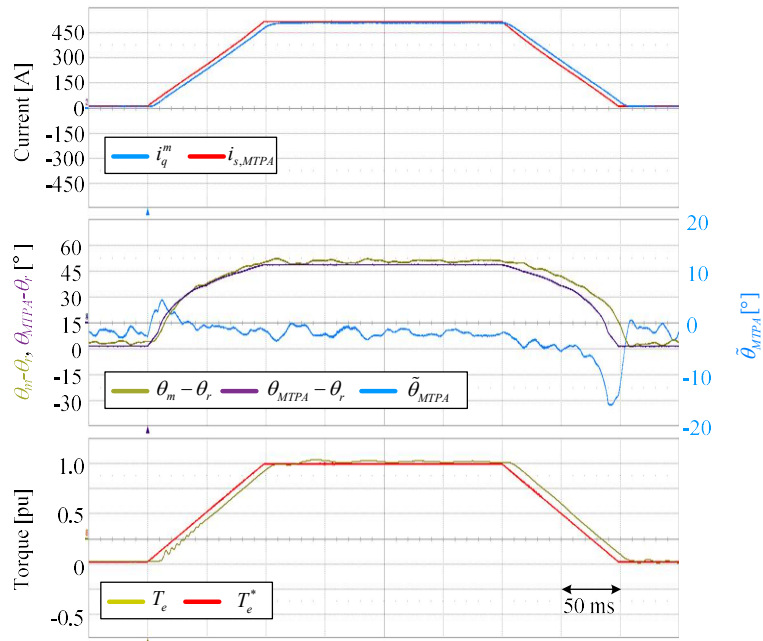 Current [A]
450
300
150
0
-150
-300
-450
i_q^m i_{s,MTPA}
θ_m-θ_r, θ_MTPA-θ_r [°]
60
45
30
15
0
-15
-30
20
10
0
-10
-20
θ̃_MTPA [°]
θ_m − θ_r θ_MTPA − θ_r θ̃_MTPA
Torque [pu]
1.0
0.5
0
-0.5
T_e T_e^*
50 ms